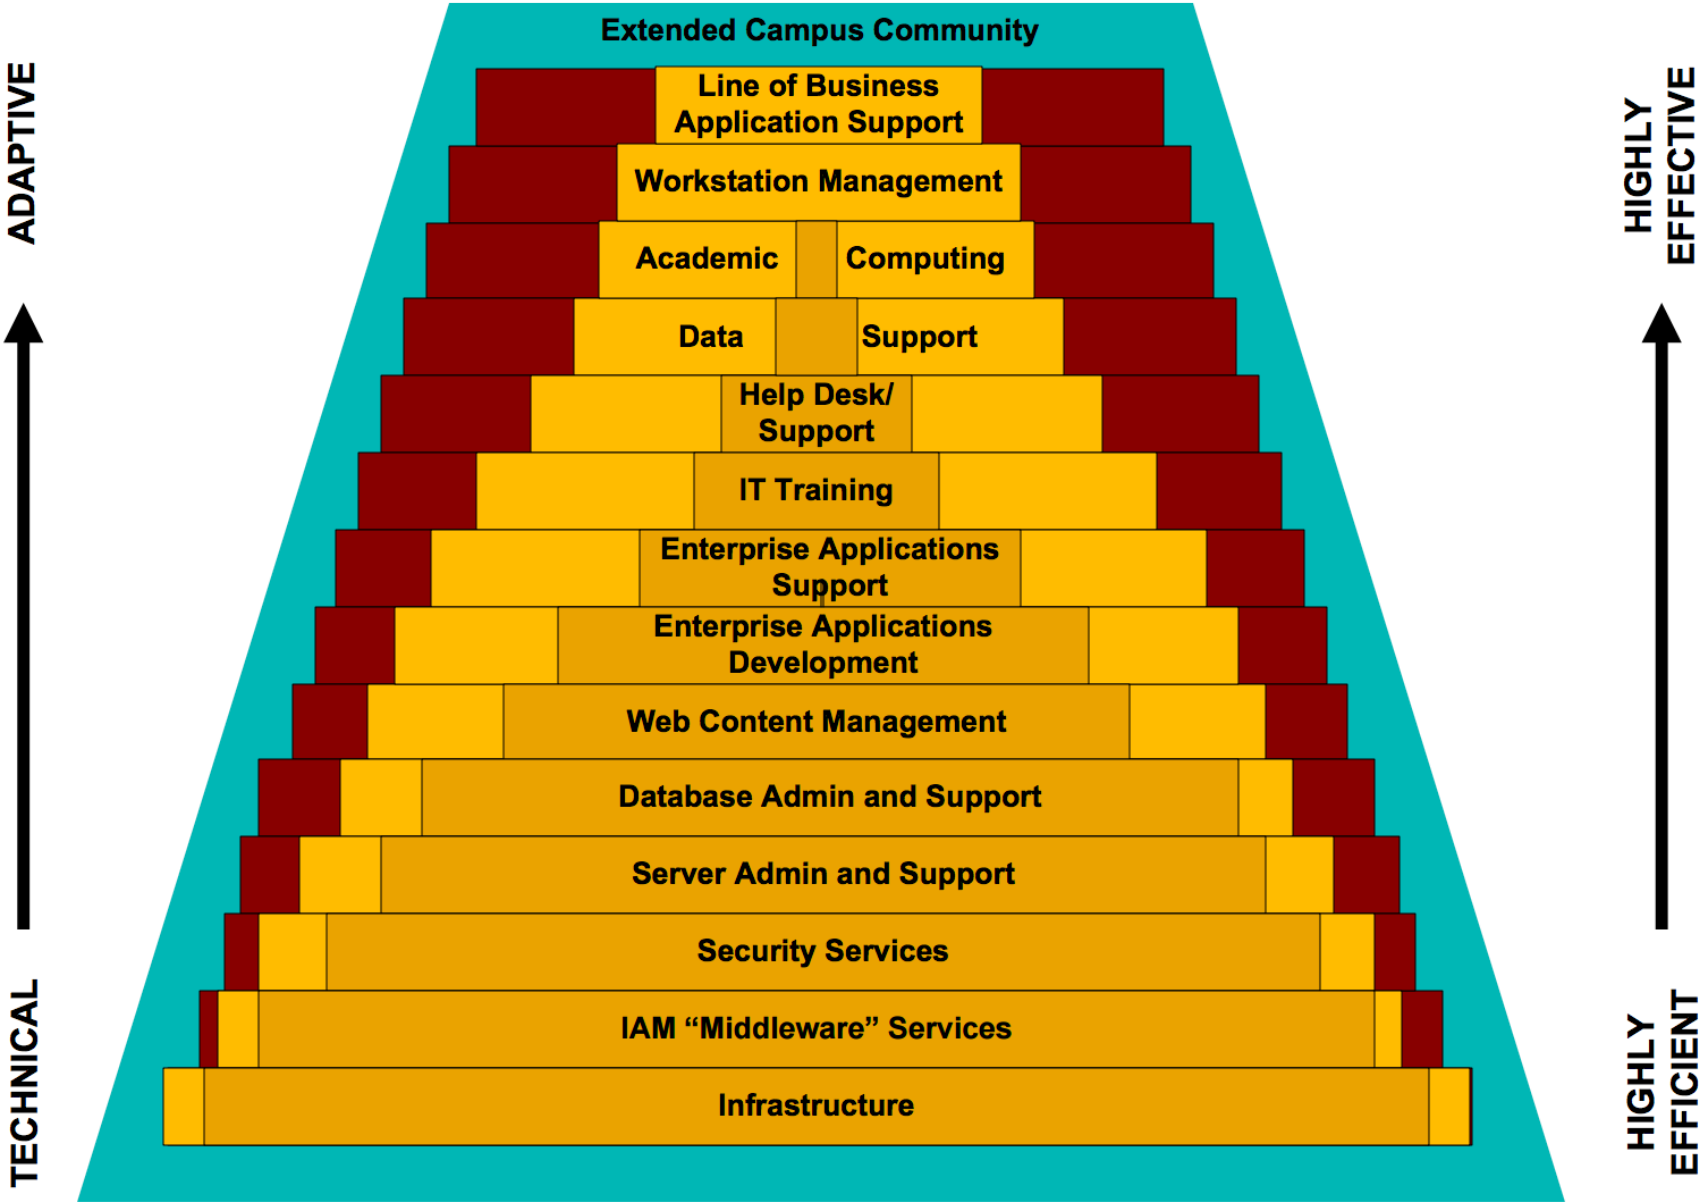 Extended Campus Community
Line of Business
Application Support
Workstation Management
Academic Computing
Data Support
Help Desk/
Support
IT Training
Enterprise Applications
Support
Enterprise Applications
Development
Web Content Management
Database Admin and Support
Server Admin and Support
Security Services
IAM “Middleware” Services
Infrastructure
ADAPTIVE
TECHNICAL
HIGHLY
EFFECTIVE
HIGHLY
EFFICIENT